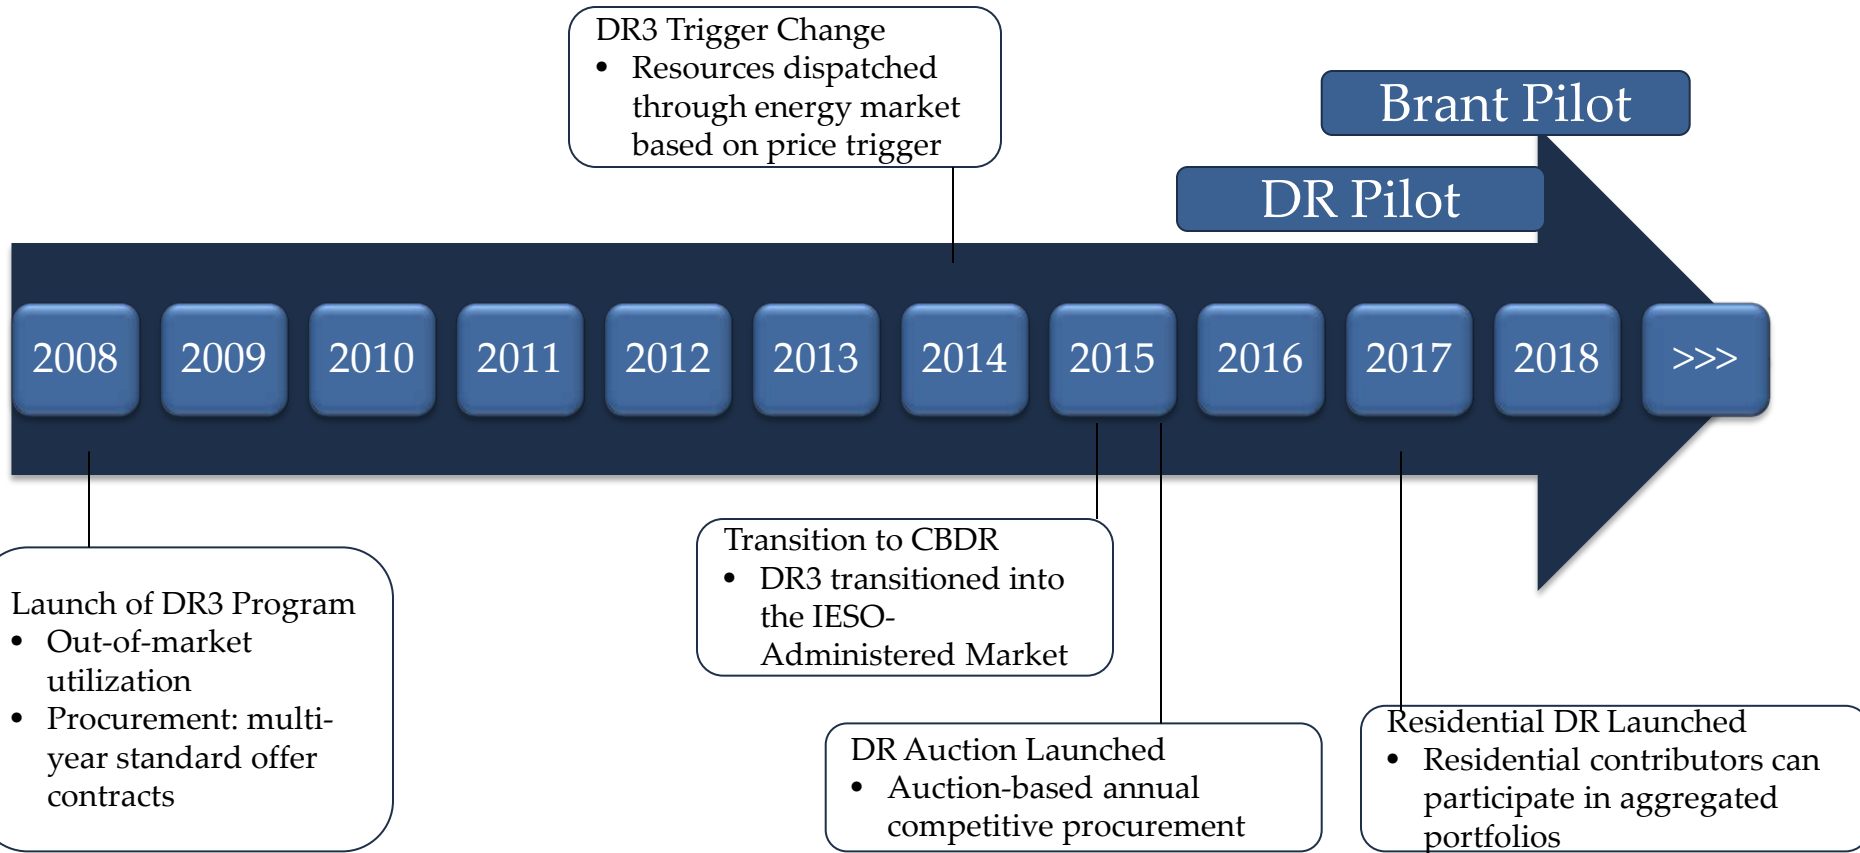 DR3 Trigger Change
• Resources dispatched
through energy market
based on price trigger
Brant Pilot
DR Pilot
2008 2009 2010 2011 2012 2013 2014 2015 2016 2017 2018 >>>
Launch of DR3 Program
• Out-of-market
utilization
• Procurement: multi-
year standard offer
contracts
Transition to CBDR
• DR3 transitioned into
the IESO-
Administered Market
DR Auction Launched
• Auction-based annual
competitive procurement
Residential DR Launched
• Residential contributors can
participate in aggregated
portfolios